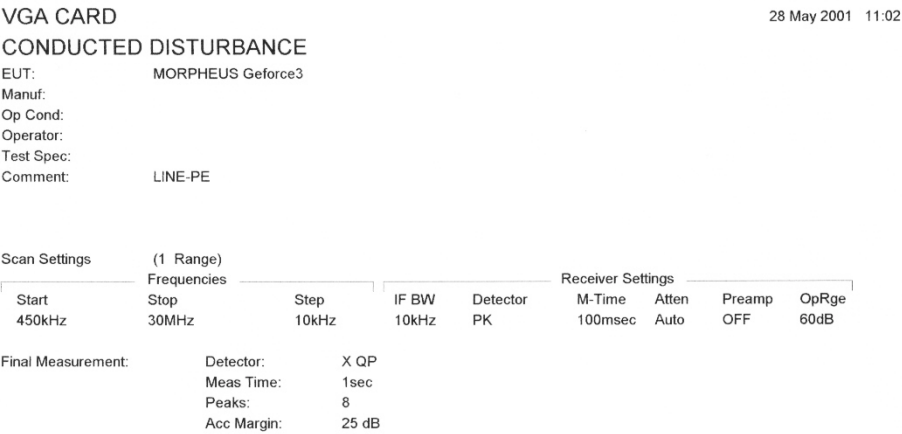 VGA CARD 28 May 2001 11:02
CONDUCTED DISTURBANCE
EUT: MORPHEUS Geforce3
Manuf:
Op Cond:
Operator:
Test Spec:
Comment: LINE-PE
Scan Settings (1 Range)
Frequencies Receiver Settings
Start Stop Step IF BW Detector M-Time Atten Preamp OpRge
450kHz 30MHz 10kHz 10kHz PK 100msec Auto OFF 60dB
Final Measurement: Detector: X QP
Meas Time: 1sec
Peaks: 8
Acc Margin: 25 dB